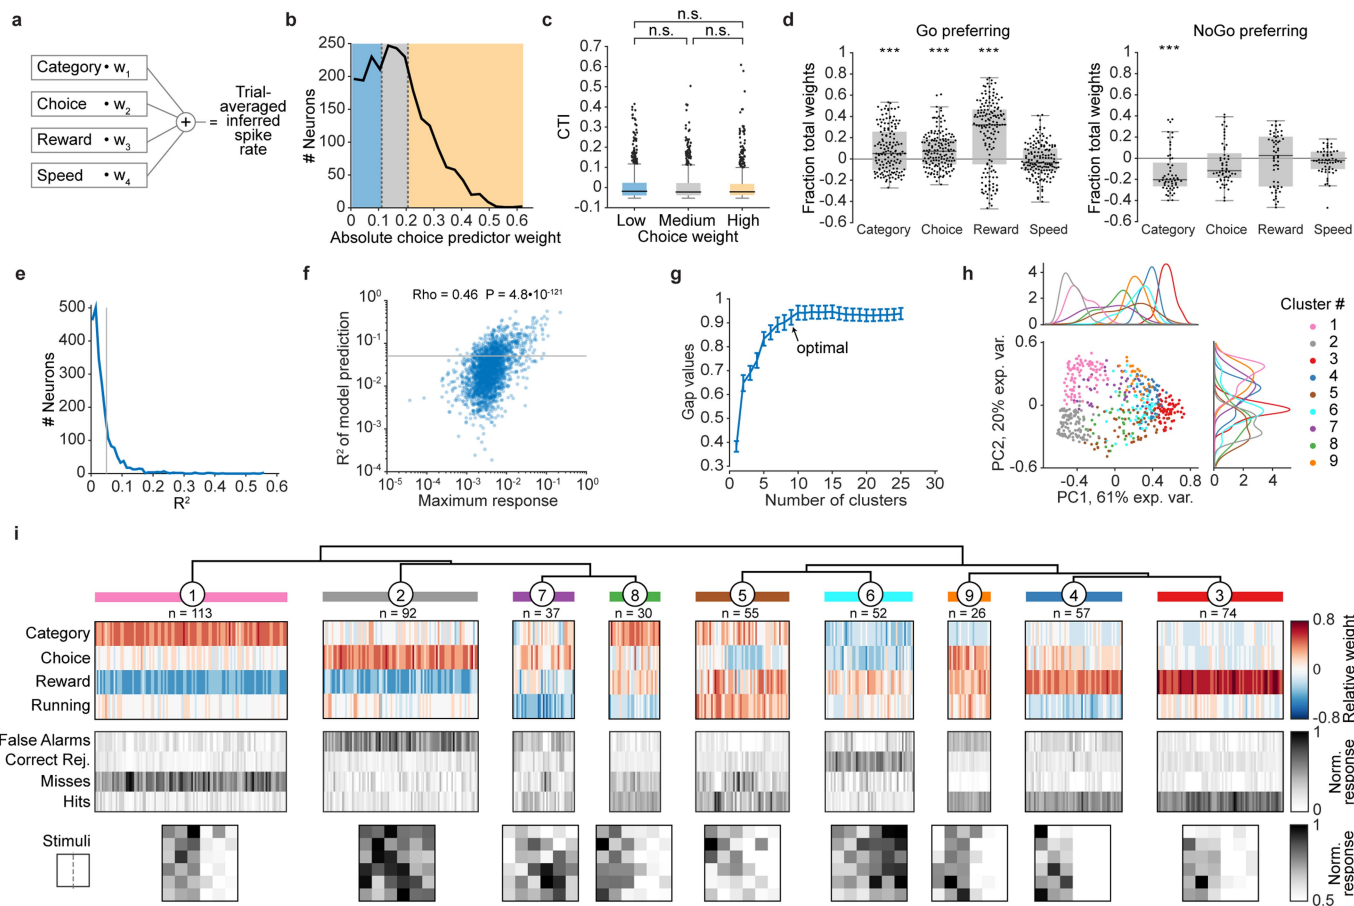 a
Category • w1
Choice • w2
Reward • w3
Speed • w4
+
=
Trial-
averaged
inferred
spike
rate
b
# Neurons
250
200
150
100
50
0
0 0.1 0.2 0.3 0.4 0.5 0.6
Absolute choice predictor weight
c
n.s.
n.s. n.s.
CTI
0.7
0.6
0.5
0.4
0.3
0.2
0.1
0
-0.1
Low Medium High
Choice weight
d
Go preferring
Fraction total weights
1
0.8
0.6
0.4
0.2
0
-0.2
-0.4
-0.6
*** *** ***
Category Choice Reward Speed
NoGo preferring
Fraction total weights
1
0.8
0.6
0.4
0.2
0
-0.2
-0.4
-0.6
***
Category Choice Reward Speed
e
# Neurons
500
400
300
200
100
0
0 0.1 0.2 0.3 0.4 0.5 0.6
R²
f
Rho = 0.46 P = 4.8•10⁻¹²¹
R² of model prediction
10⁰
10⁻¹
10⁻²
10⁻³
10⁻⁴
10⁻⁵ 10⁻⁴ 10⁻³ 10⁻² 10⁻¹ 10⁰
Maximum response
g
Gap values
1
0.9
0.8
0.7
0.6
0.5
0.4
0.3
optimal
0 5 10 15 20 25 30
Number of clusters
h
4
2
0
PC2, 20% exp. var.
0.6
0
-0.6
-0.4 0 0.4 0.8
PC1, 61% exp. var.
0 2 4
Cluster #
1
2
3
4
5
6
7
8
9
i
1 2 7 8 5 6 9 4 3
n = 113 n = 92 n = 37 n = 30 n = 55 n = 52 n = 26 n = 57 n = 74
Category
Choice
Reward
Running
0.8
0
-0.8
Relative weight
False Alarms
Correct Rej.
Misses
Hits
1
0
Norm.
response
Stimuli
1
0.5
Norm.
response